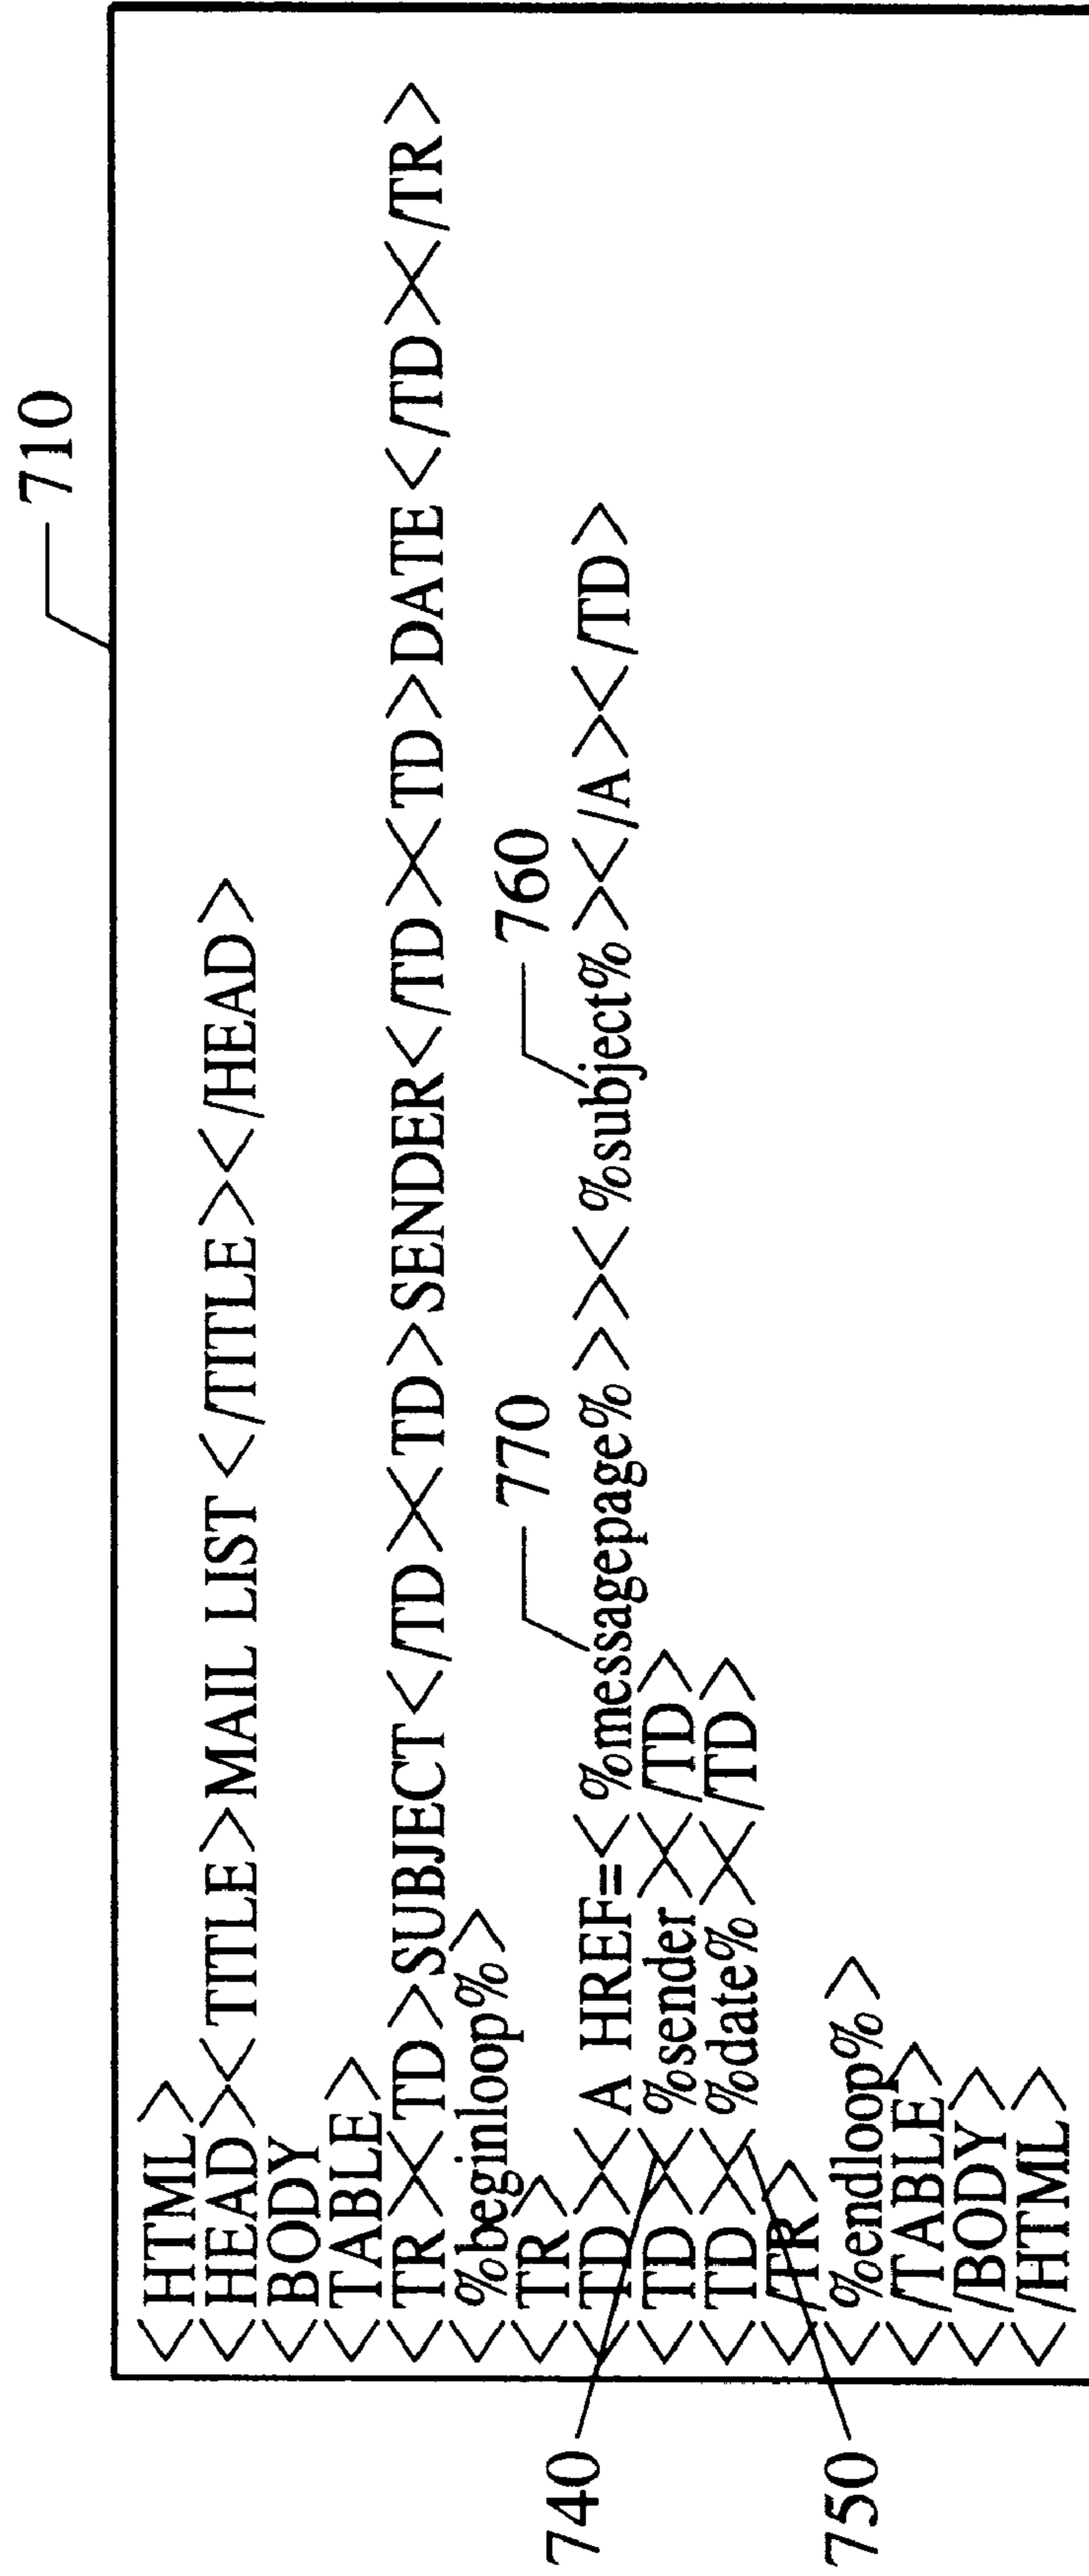 710
<HTML>
<HEAD><TITLE>MAIL LIST </TITLE></HEAD>
<BODY
<TABLE>
<TR><TD>SUBJECT</TD><TD>SENDER</TD><TD>DATE</TD></TR>
<%beginloop%>
<TR>
770
760
<TD>< A HREF=<%messagepage%>><%subject%></A></TD>
<TD><%sender></TD>
<TD><%date%></TD>
</TR>
<%endloop%>
</TABLE>
</BODY>
</HTML>
740
750